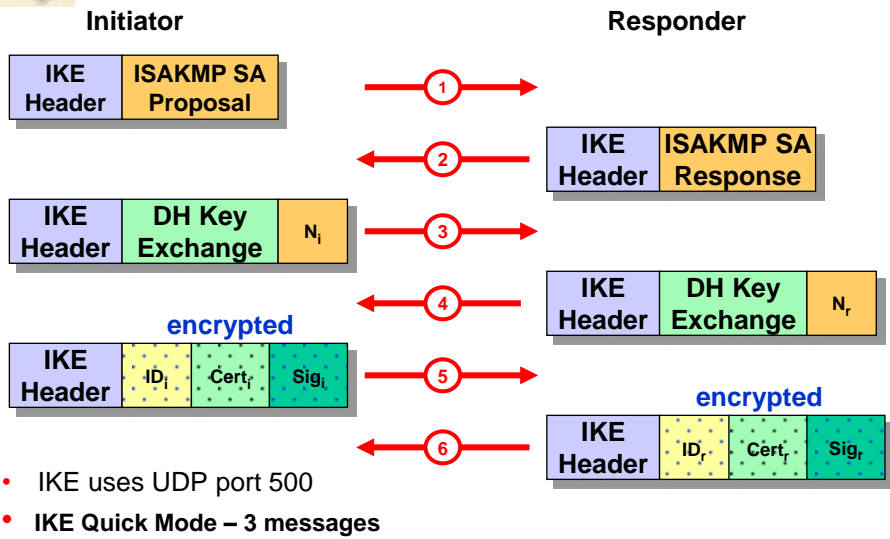 Initiator
Responder
IKE Header
ISAKMP SA Proposal
1
2
IKE Header
ISAKMP SA Response
IKE Header
DH Key Exchange
Ni
3
4
IKE Header
DH Key Exchange
Nr
encrypted
IKE Header
IDi
Certi
Sigi
5
encrypted
6
IKE Header
IDr
Certr
Sigr
• IKE uses UDP port 500
• IKE Quick Mode – 3 messages